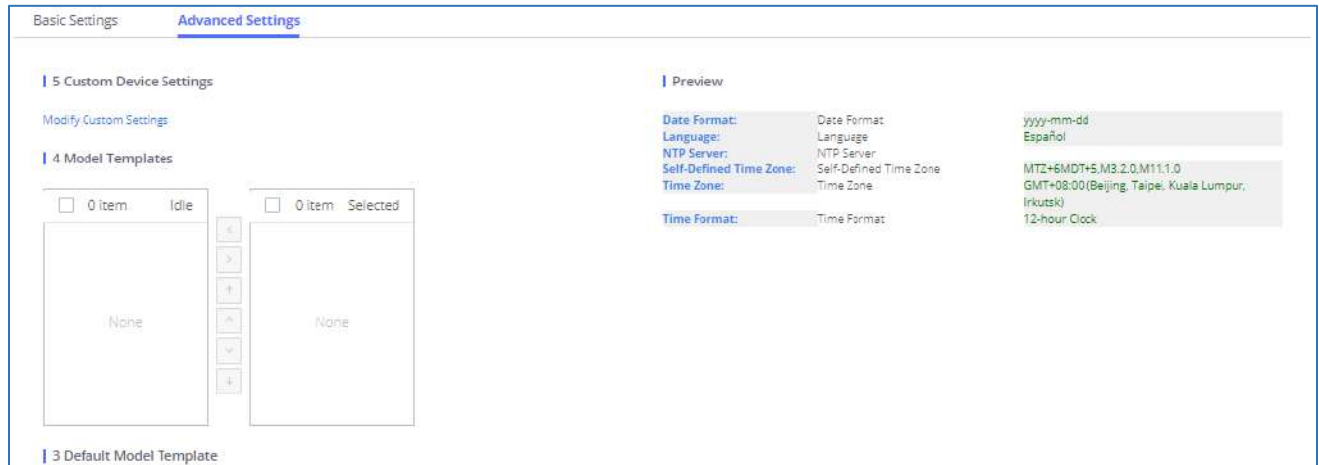 Basic Settings Advanced Settings
5 Custom Device Settings
Modify Custom Settings
4 Model Templates
0 item Idle
0 item Selected
None
None
3 Default Model Template
Preview
Date Format: Date Format yyyy-mm-dd
Language: Language Español
NTP Server: NTP Server
Self-Defined Time Zone: Self-Defined Time Zone MTZ+6MDT+5,M3.2.0,M11.1.0
Time Zone: Time Zone GMT+08:00 (Beijing, Taipei, Kuala Lumpur,
Irkutsk)
Time Format: Time Format 12-hour Clock